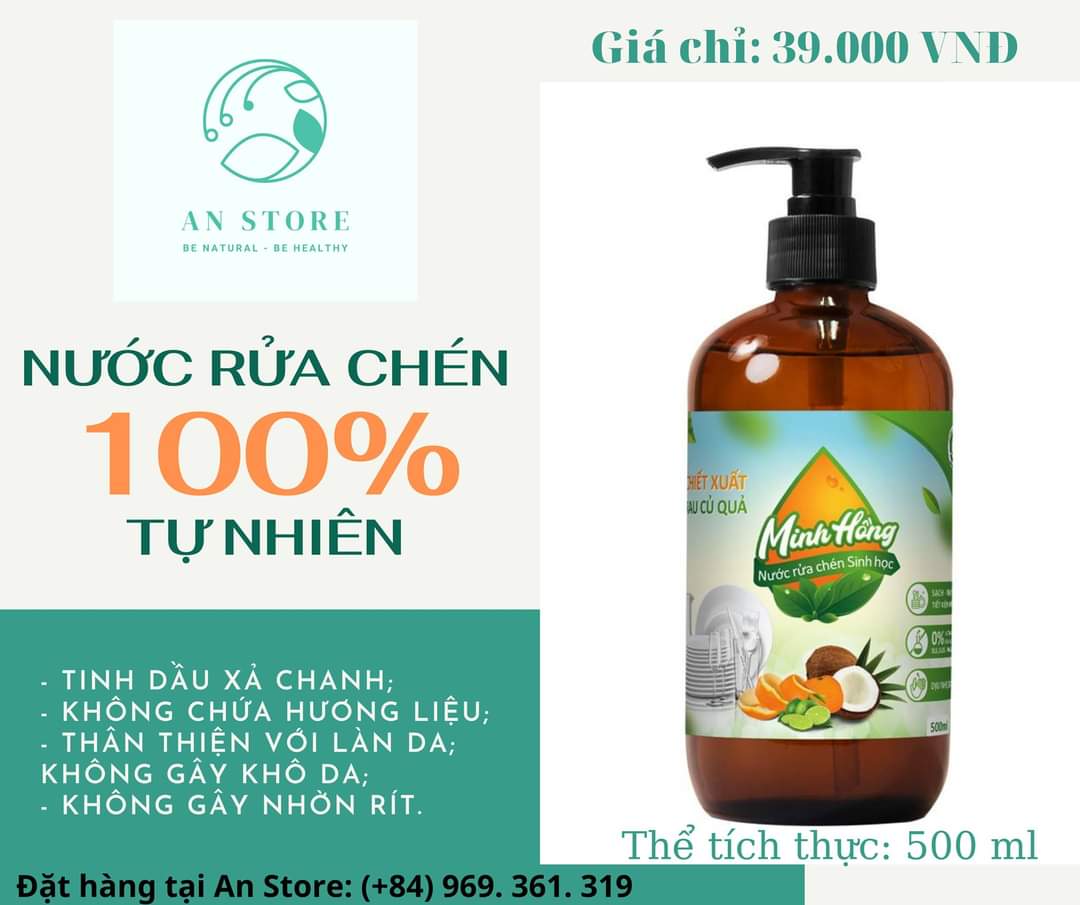 AN STORE
BE NATURAL - BE HEALTHY
Giá chỉ: 39.000 VNĐ
NƯỚC RỬA CHÉN
100%
TỰ NHIÊN
- TINH DẦU XẢ CHANH;
- KHÔNG CHỨA HƯƠNG LIỆU;
- THÂN THIỆN VỚI LÀN DA;
KHÔNG GÂY KHÔ DA;
- KHÔNG GÂY NHỜN RÍT.
XUẤT
CỦ QUẢ
Minh Hồng
Nước rửa chén Sinh học
0%
500ml
Thể tích thực: 500 ml
Đặt hàng tại An Store: (+84) 969. 361. 319